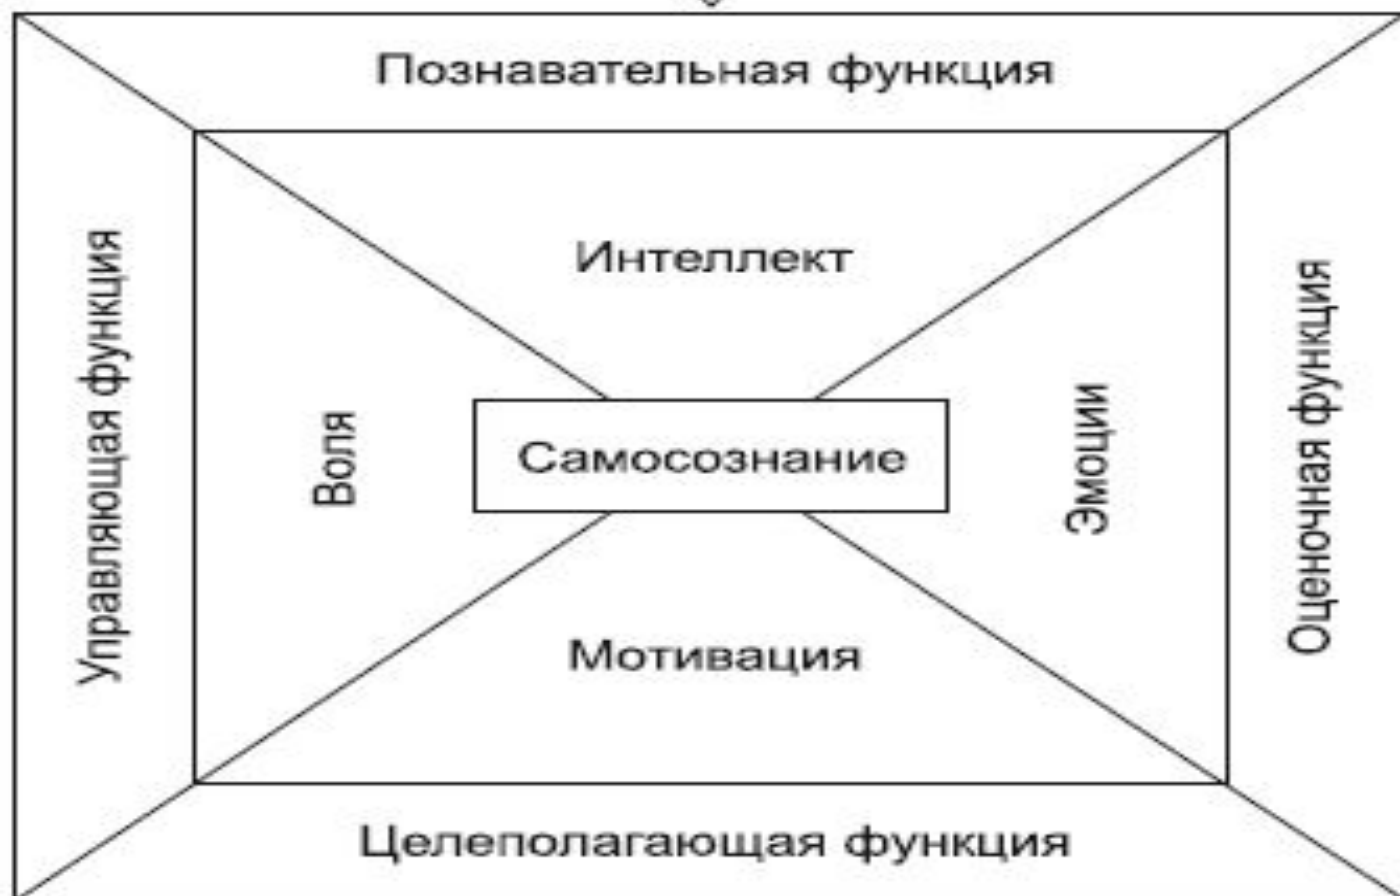 Познавательная функция
Интеллект
Управляющая функция
Воля
Самосознание
Эмоции
Оценочная функция
Мотивация
Целеполагающая функция